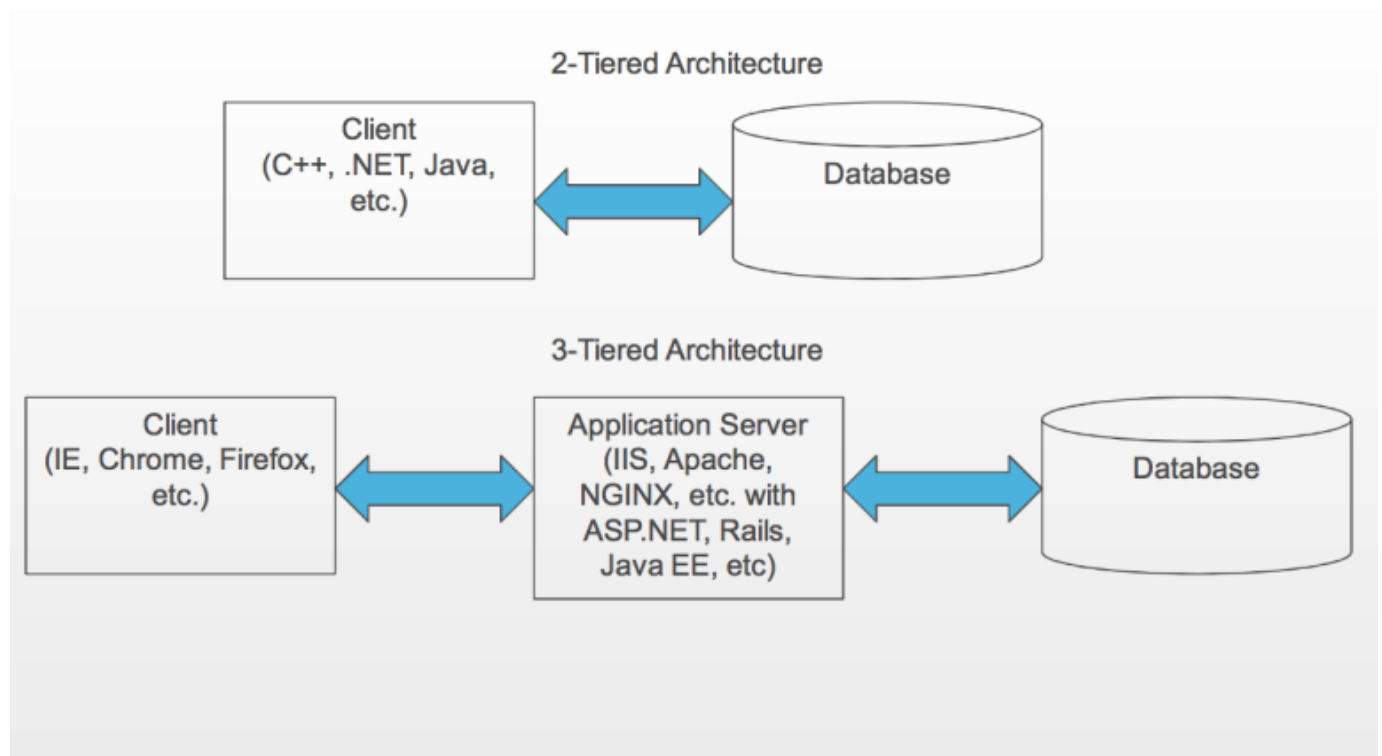 2-Tiered Architecture
Client
(C++, .NET, Java,
etc.)
Database
3-Tiered Architecture
Client
(IE, Chrome, Firefox,
etc.)
Application Server
(IIS, Apache,
NGINX, etc. with
ASP.NET, Rails,
Java EE, etc)
Database